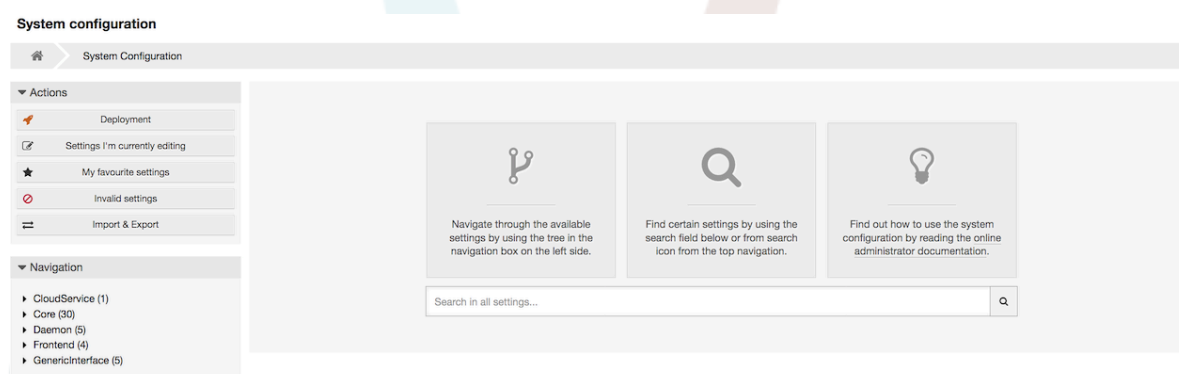 System configuration
System Configuration
Actions
Deployment
Settings I'm currently editing
My favourite settings
Invalid settings
Import & Export
Navigation
CloudService (1)
Core (30)
Daemon (5)
Frontend (4)
GenericInterface (5)
Navigate through the available
settings by using the tree in the
navigation box on the left side.
Find certain settings by using the
search field below or from search
icon from the top navigation.
Find out how to use the system
configuration by reading the online
administrator documentation.
Search in all settings...